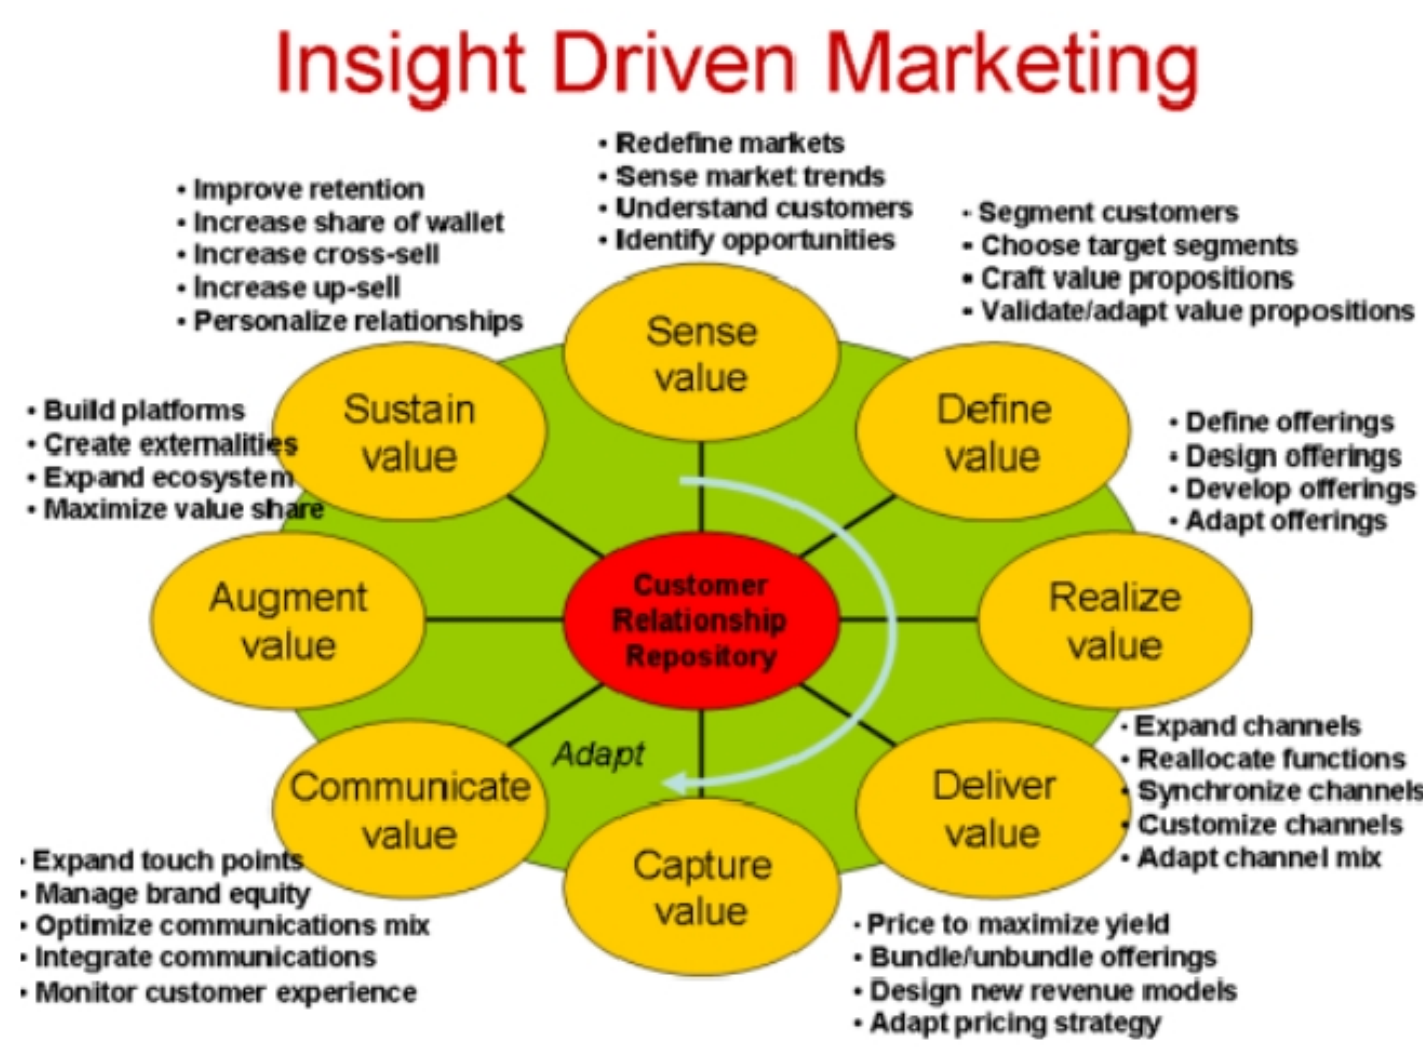 Insight Driven Marketing
• Redefine markets
• Sense market trends
• Understand customers
• Identify opportunities
• Improve retention
• Increase share of wallet
• Increase cross-sell
• Increase up-sell
• Personalize relationships
• Segment customers
• Choose target segments
• Craft value propositions
• Validate/adapt value propositions
Sense
value
Sustain
value
Define
value
• Build platforms
• Create externalities
• Expand ecosystem
• Maximize value share
• Define offerings
• Design offerings
• Develop offerings
• Adapt offerings
Augment
value
Customer
Relationship
Repository
Realize
value
Adapt
Communicate
value
Capture
value
Deliver
value
• Expand channels
• Reallocate functions
• Synchronize channels
• Customize channels
• Adapt channel mix
• Expand touch points
• Manage brand equity
• Optimize communications mix
• Integrate communications
• Monitor customer experience
• Price to maximize yield
• Bundle/unbundle offerings
• Design new revenue models
• Adapt pricing strategy